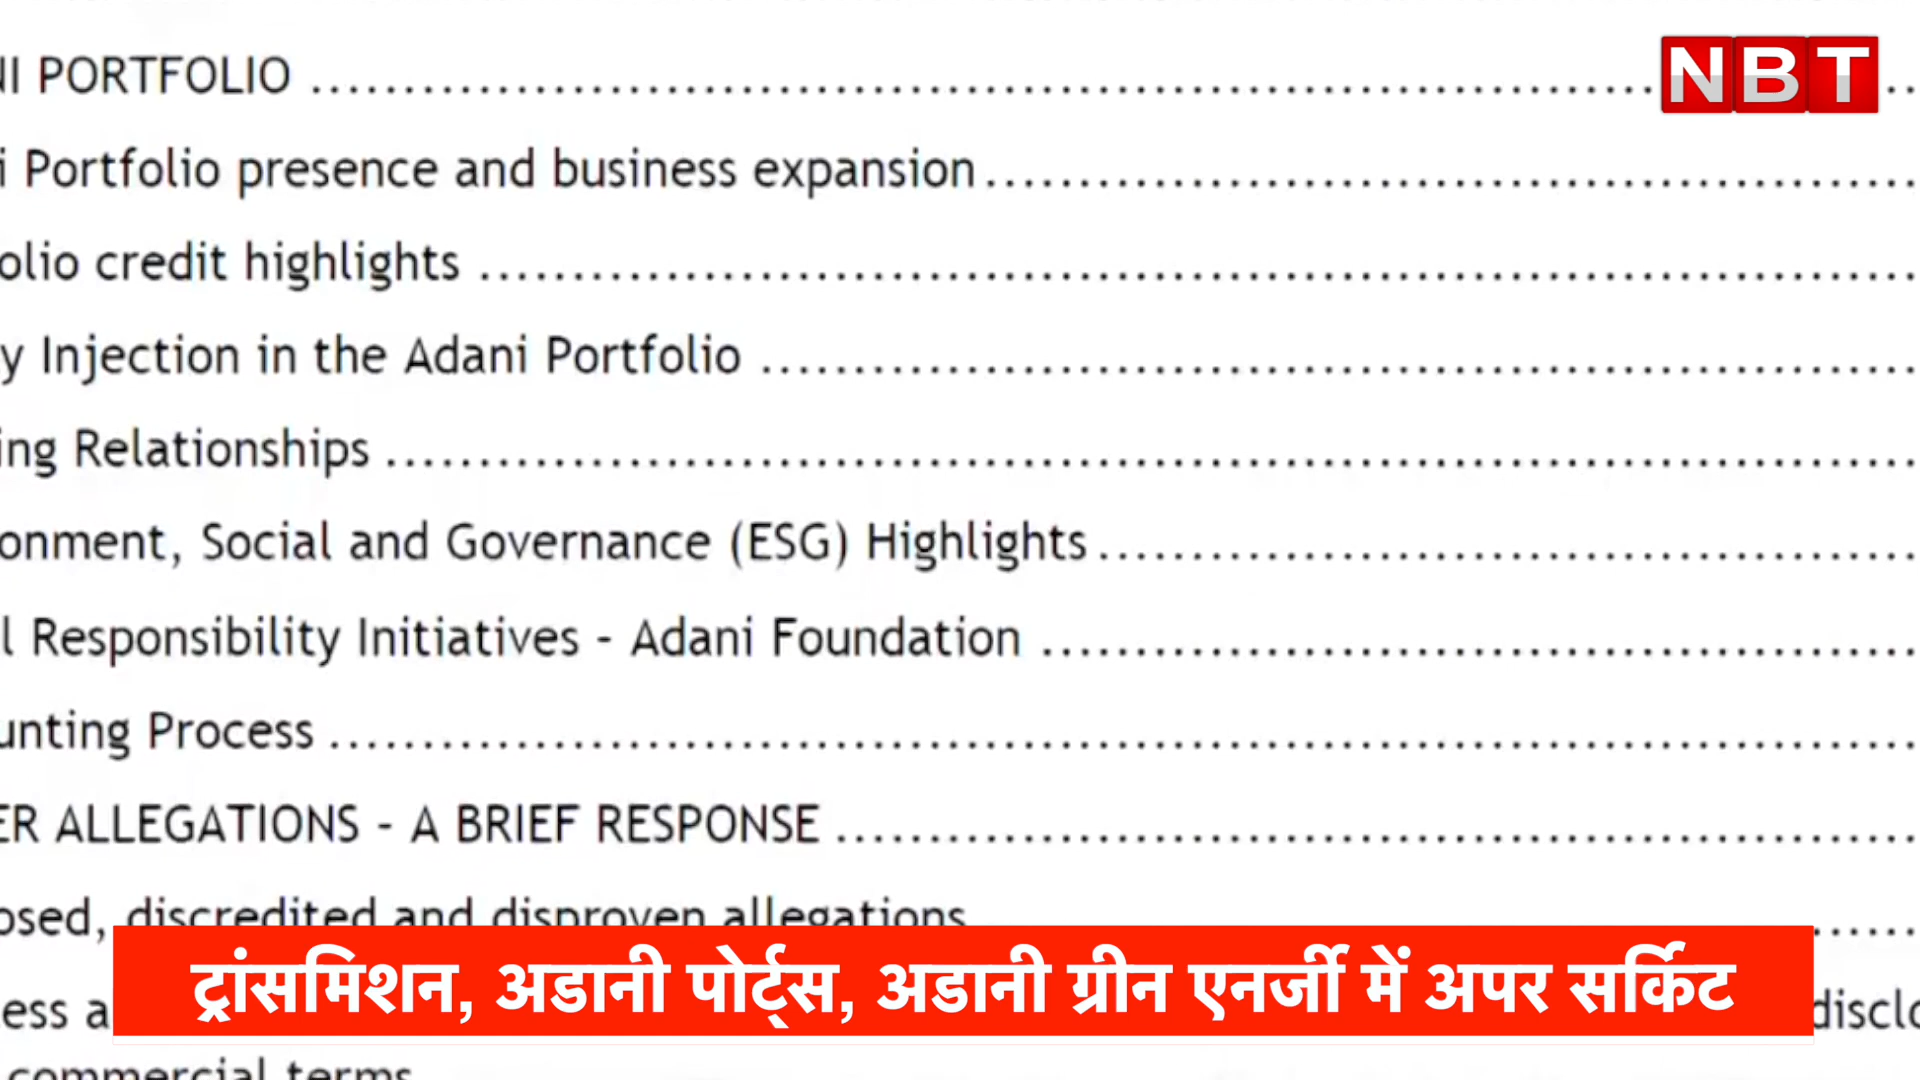 NI PORTFOLIO
NBT
i Portfolio presence and business expansion
olio credit highlights
y Injection in the Adani Portfolio
ing Relationships
onment, Social and Governance (ESG) Highlights
l Responsibility Initiatives - Adani Foundation
unting Process
ER ALLEGATIONS - A BRIEF RESPONSE
osed, discredited and disproven allegations
ess a
ट्रांसमिशन, अडानी पोर्ट्स, अडानी ग्रीन एनर्जी में अपर सर्किट
disclo
commercial terms